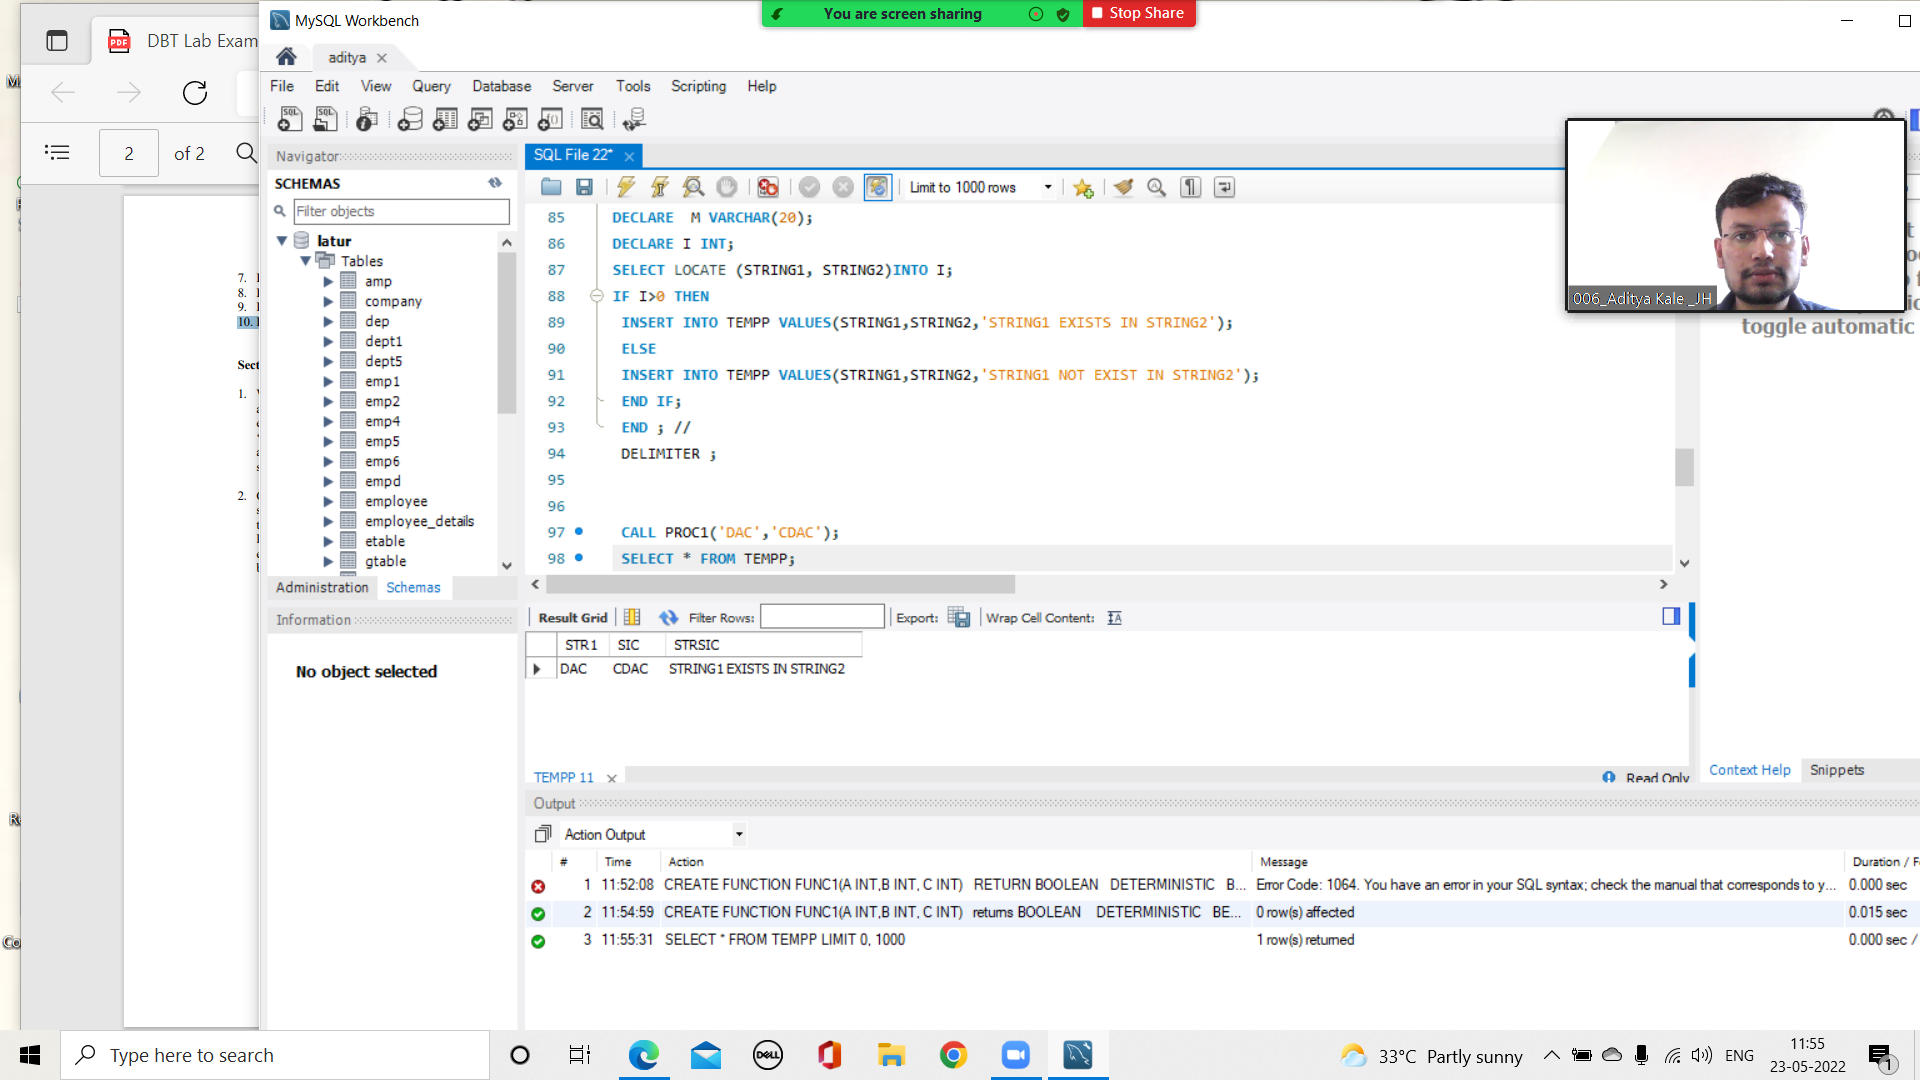 MySQL Workbench
You are screen sharing
Stop Share
DBT Lab Exam
aditya
File Edit View Query Database Server Tools Scripting Help
2 of 2
Navigator
SQL File 22*
SCHEMAS
Limit to 1000 rows
Filter objects
latur
Tables
amp
company
dep
dept1
dept5
emp1
emp2
emp4
emp5
emp6
empd
employee
employee_details
etable
gtable
Administration Schemas
Information
No object selected
7.
8.
9.
10.
Sect
1.
2.
85 DECLARE M VARCHAR(20);
86 DECLARE I INT;
87 SELECT LOCATE (STRING1, STRING2)INTO I;
88 IF I>0 THEN
89 INSERT INTO TEMPP VALUES(STRING1,STRING2,'STRING1 EXISTS IN STRING2');
90 ELSE
91 INSERT INTO TEMPP VALUES(STRING1,STRING2,'STRING1 NOT EXIST IN STRING2');
92 END IF;
93 END ; //
94 DELIMITER ;
95
96
97 CALL PROC1('DAC','CDAC');
98 SELECT * FROM TEMPP;
006_Aditya Kale _JH
toggle automatic
Result Grid Filter Rows: Export: Wrap Cell Content:
STR1 SIC STRSIC
DAC CDAC STRING1 EXISTS IN STRING2
TEMPP 11
Read Only
Context Help Snippets
Output
Action Output
# Time Action Message Duration / F
1 11:52:08 CREATE FUNCTION FUNC1(A INT,B INT, C INT) RETURN BOOLEAN DETERMINISTIC B... Error Code: 1064. You have an error in your SQL syntax; check the manual that corresponds to y... 0.000 sec
2 11:54:59 CREATE FUNCTION FUNC1(A INT,B INT, C INT) returns BOOLEAN DETERMINISTIC BE... 0 row(s) affected 0.015 sec
3 11:55:31 SELECT * FROM TEMPP LIMIT 0, 1000 1 row(s) returned 0.000 sec /
Type here to search
DELL
33°C Partly sunny
ENG
11:55
23-05-2022
1